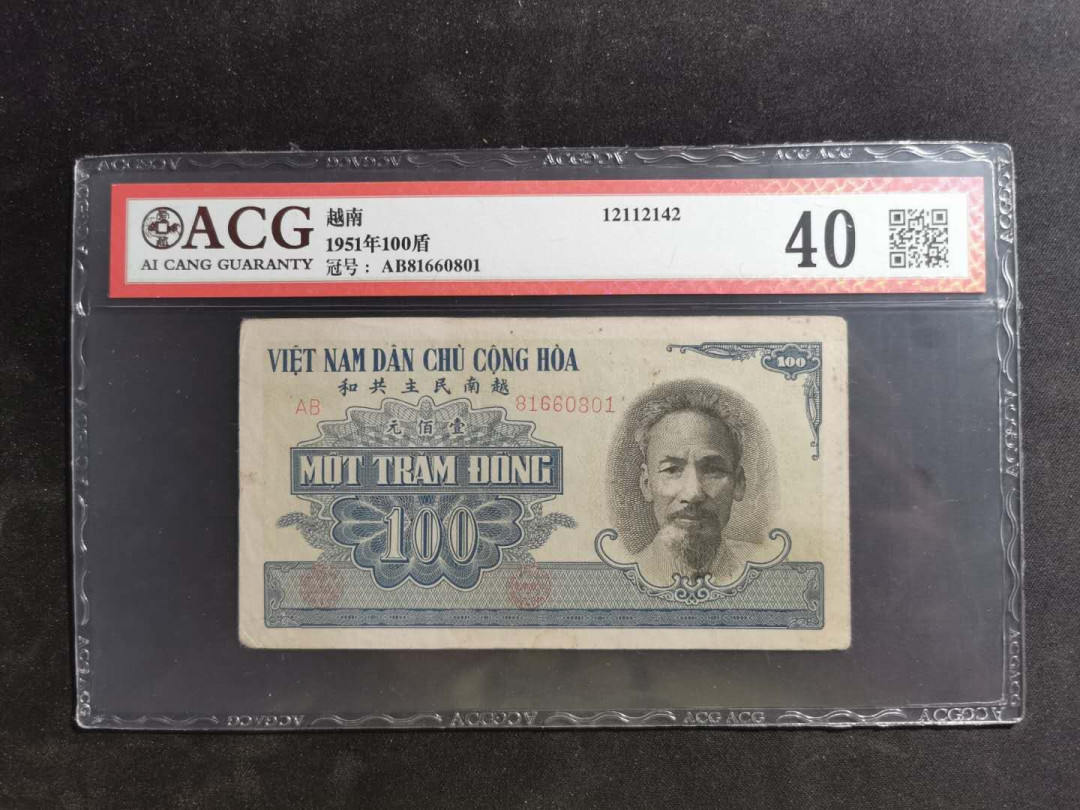 ACG
AI CANG GUARANTY
越南
1951年100盾
冠号：AB81660801
12112142
40
VIỆT NAM DÂN CHỦ CỘNG HÒA
和共主民南越
AB 81660801
元佰壹
MỘT TRĂM ĐỒNG
100
100